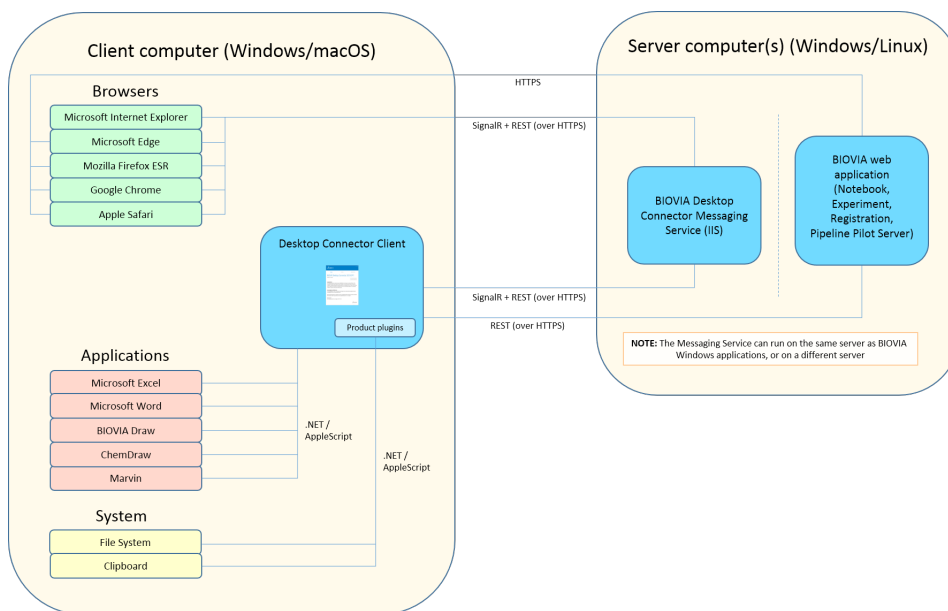 Client computer (Windows/macOS)
Server computer(s) (Windows/Linux)
HTTPS
Browsers
Microsoft Internet Explorer
Microsoft Edge
Mozilla Firefox ESR
Google Chrome
Apple Safari
SignalR + REST (over HTTPS)
BIOVIA Desktop
Connector Messaging
Service (IIS)
BIOVIA web
application
(Notebook,
Experiment,
Registration,
Pipeline Pilot Server)
Desktop Connector Client
Product plugins
SignalR + REST (over HTTPS)
REST (over HTTPS)
NOTE: The Messaging Service can run on the same server as BIOVIA
Windows applications, or on a different server
Applications
Microsoft Excel
Microsoft Word
BIOVIA Draw
ChemDraw
Marvin
.NET /
AppleScript
.NET /
AppleScript
System
File System
Clipboard